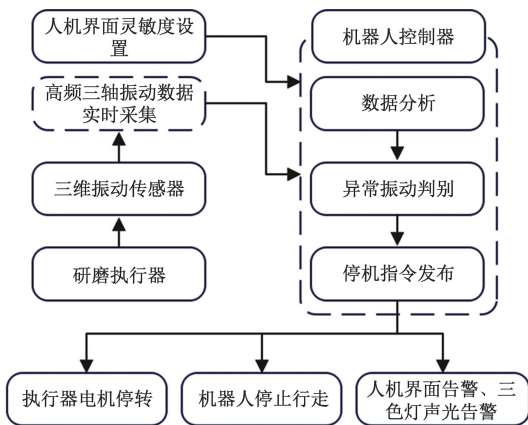 人机界面灵敏度设
置
高频三轴振动数据
实时采集
三维振动传感器
研磨执行器
机器人控制器
数据分析
异常振动判别
停机指令发布
执行器电机停转
机器人停止行走
人机界面告警、三
色灯声光告警